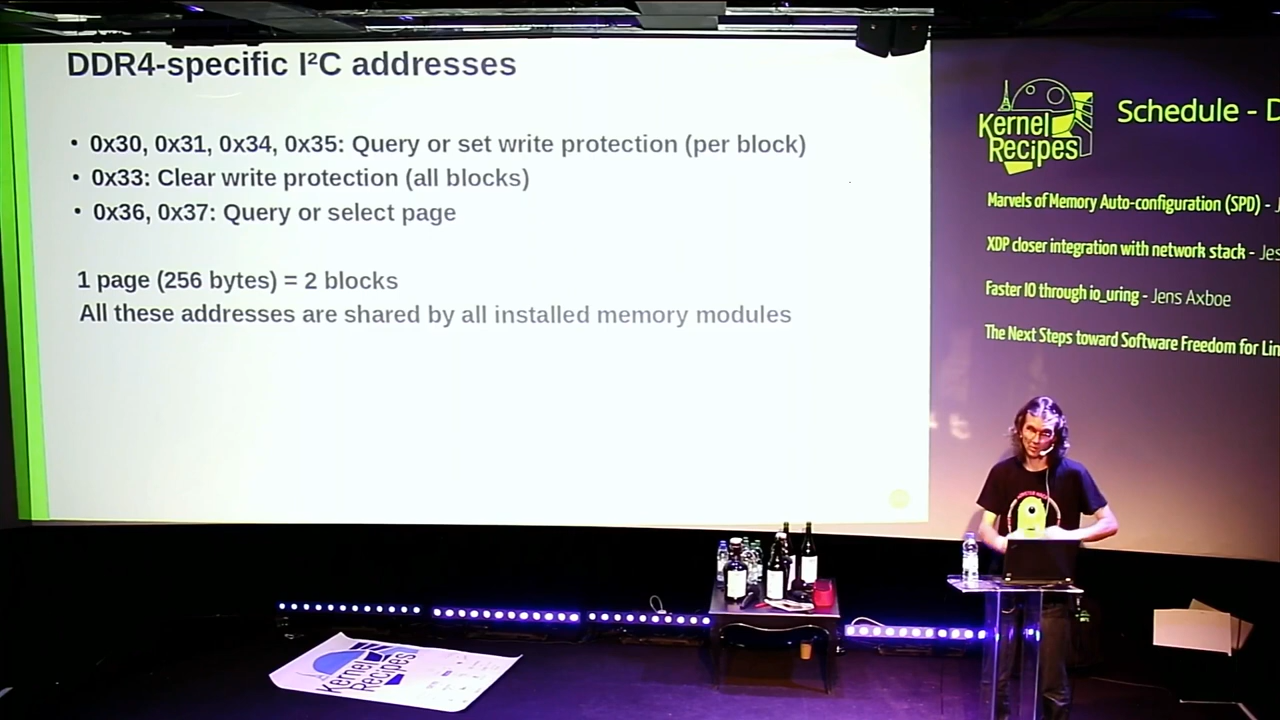 DDR4-specific I²C addresses
• 0x30, 0x31, 0x34, 0x35: Query or set write protection (per block)
• 0x33: Clear write protection (all blocks)
• 0x36, 0x37: Query or select page
1 page (256 bytes) = 2 blocks
All these addresses are shared by all installed memory modules
Kernel
Recipes
Schedule - D
Marvels of Memory Auto-configuration (SPD) - J
XDP closer integration with network stack - Jes
Faster IO through io_uring - Jens Axboe
The Next Steps toward Software Freedom for Lin
Kernel
Recipes